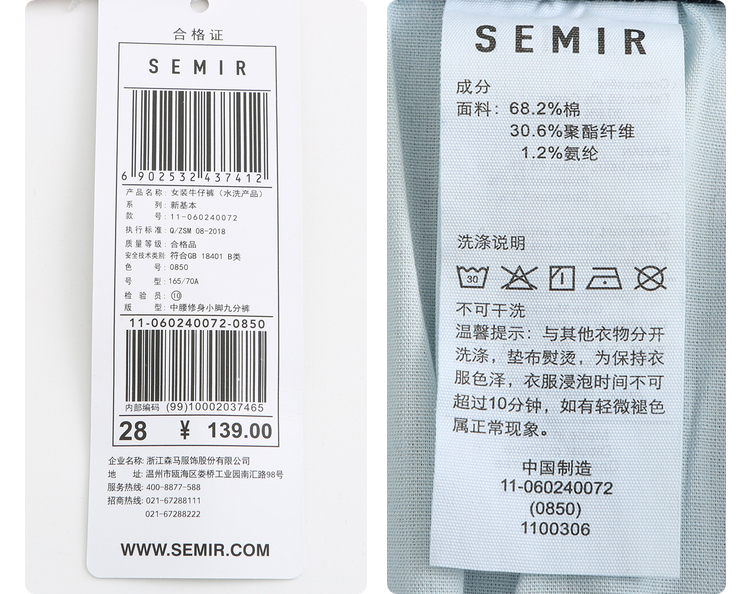 合格证
SEMIR
6 902532 437412
产品名称: 女装牛仔裤（水洗产品）
系 列: 新基本
款 号: 11-060240072
执行标准: Q/ZSM 08-2018
质量等级: 合格品
安全技术类别: 符合GB 18401 B类
色 号: 0850
号 型: 165/70A
检 验 员: ⑩
版 型: 中腰修身小脚九分裤
11-060240072-0850
内部编码 (99)10002037465
28 ¥ 139.00
企业名称: 浙江森马服饰股份有限公司
地 址: 温州市瓯海区娄桥工业园南汇路98号
服务热线: 400-8877-588
招商热线: 021-67288111
021-67288222
WWW.SEMIR.COM
SEMIR
成分
面料: 68.2%棉
30.6%聚酯纤维
1.2%氨纶
洗涤说明
30
不可干洗
温馨提示: 与其他衣物分开
洗涤，垫布熨烫，为保持衣
服色泽，衣服浸泡时间不可
超过10分钟，如有轻微褪色
属正常现象。
中国制造
11-060240072
(0850)
1100306